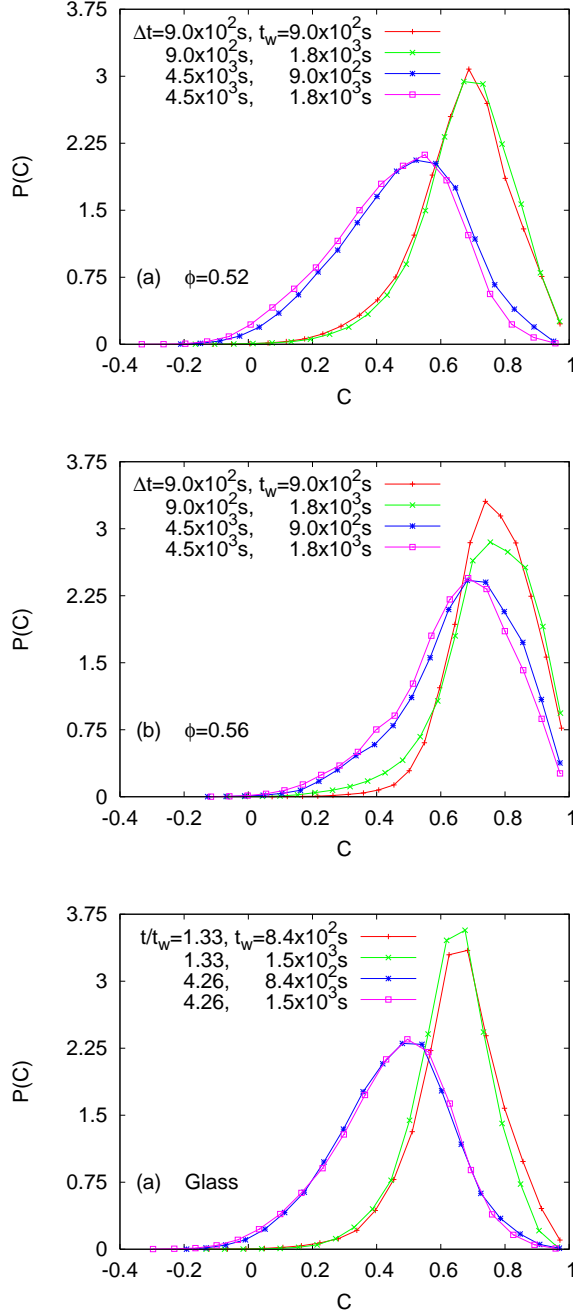 Δt=9.0x10²s, t_w=9.0x10²s
9.0x10²s, 1.8x10³s
4.5x10³s, 9.0x10²s
4.5x10³s, 1.8x10³s
3.75
3
2.25
1.5
0.75
0
P(C)
(a) ϕ=0.52
-0.4 -0.2 0 0.2 0.4 0.6 0.8 1
C
Δt=9.0x10²s, t_w=9.0x10²s
9.0x10²s, 1.8x10³s
4.5x10³s, 9.0x10²s
4.5x10³s, 1.8x10³s
3.75
3
2.25
1.5
0.75
0
P(C)
(b) ϕ=0.56
-0.4 -0.2 0 0.2 0.4 0.6 0.8 1
C
t/t_w=1.33, t_w=8.4x10²s
1.33, 1.5x10³s
4.26, 8.4x10²s
4.26, 1.5x10³s
3.75
3
2.25
1.5
0.75
0
P(C)
(a) Glass
-0.4 -0.2 0 0.2 0.4 0.6 0.8 1
C